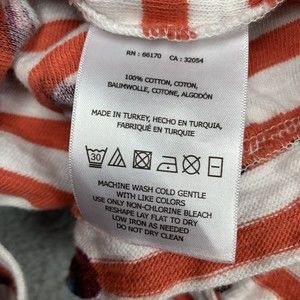 RN : 66170 CA : 32054
100% COTTON, COTON,
BAUMWOLLE, COTONE, ALGODÓN
MADE IN TURKEY, HECHO EN TURQUIA,
FABRIQUÉ EN TURQUIE
30
MACHINE WASH COLD GENTLE
WITH LIKE COLORS
USE ONLY NON-CHLORINE BLEACH
RESHAPE LAY FLAT TO DRY
LOW IRON AS NEEDED
DO NOT DRY CLEAN